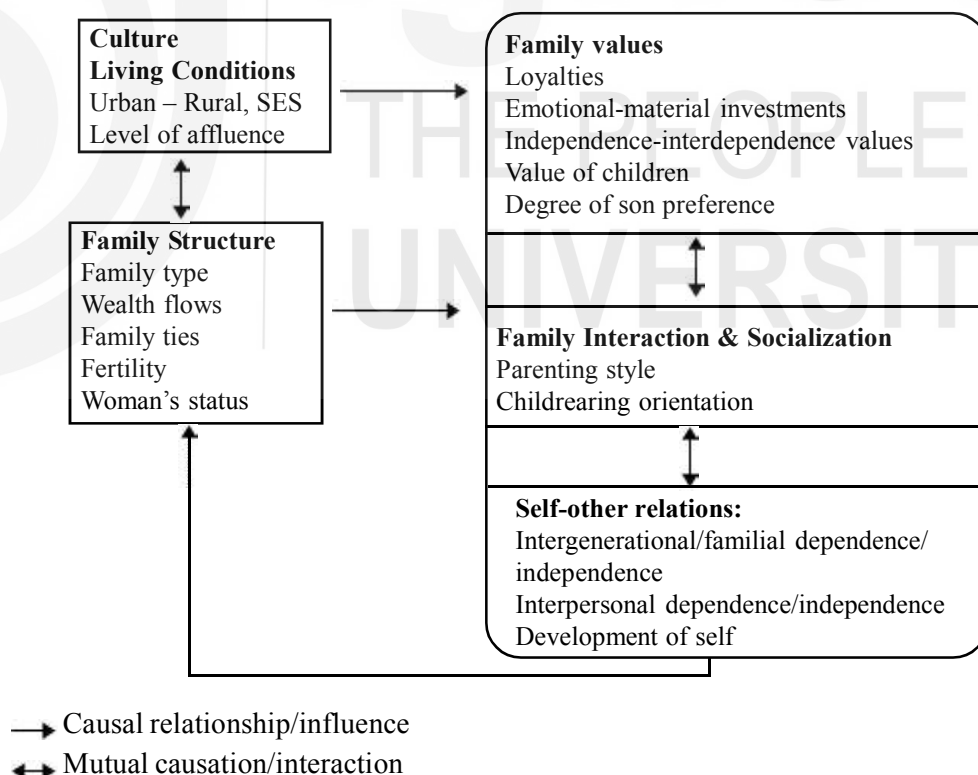 Culture
Living Conditions
Urban – Rural, SES
Level of affluence
Family Structure
Family type
Wealth flows
Family ties
Fertility
Woman's status
Family values
Loyalties
Emotional-material investments
Independence-interdependence values
Value of children
Degree of son preference
Family Interaction & Socialization
Parenting style
Childrearing orientation
Self-other relations:
Intergenerational/familial dependence/
independence
Interpersonal dependence/independence
Development of self
Causal relationship/influence
Mutual causation/interaction
THE PEOPLE
UNIVERSIT